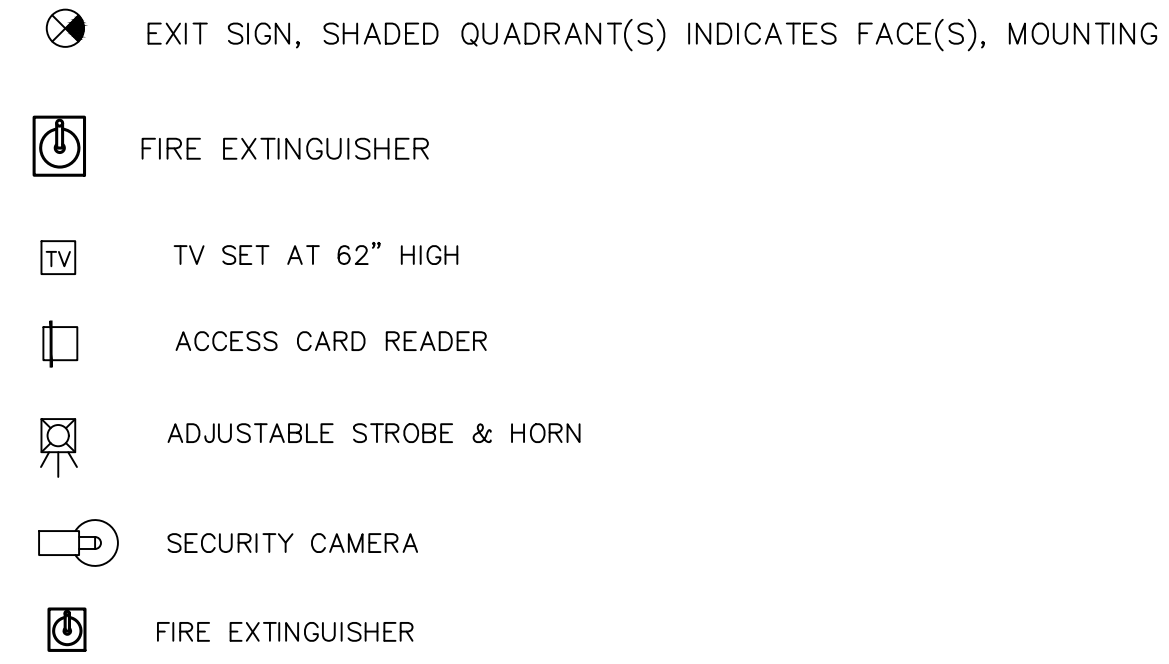 EXIT SIGN, SHADED QUADRANT(S) INDICATES FACE(S), MOUNTING
FIRE EXTINGUISHER
TV TV SET AT 62" HIGH
ACCESS CARD READER
ADJUSTABLE STROBE & HORN
SECURITY CAMERA
FIRE EXTINGUISHER